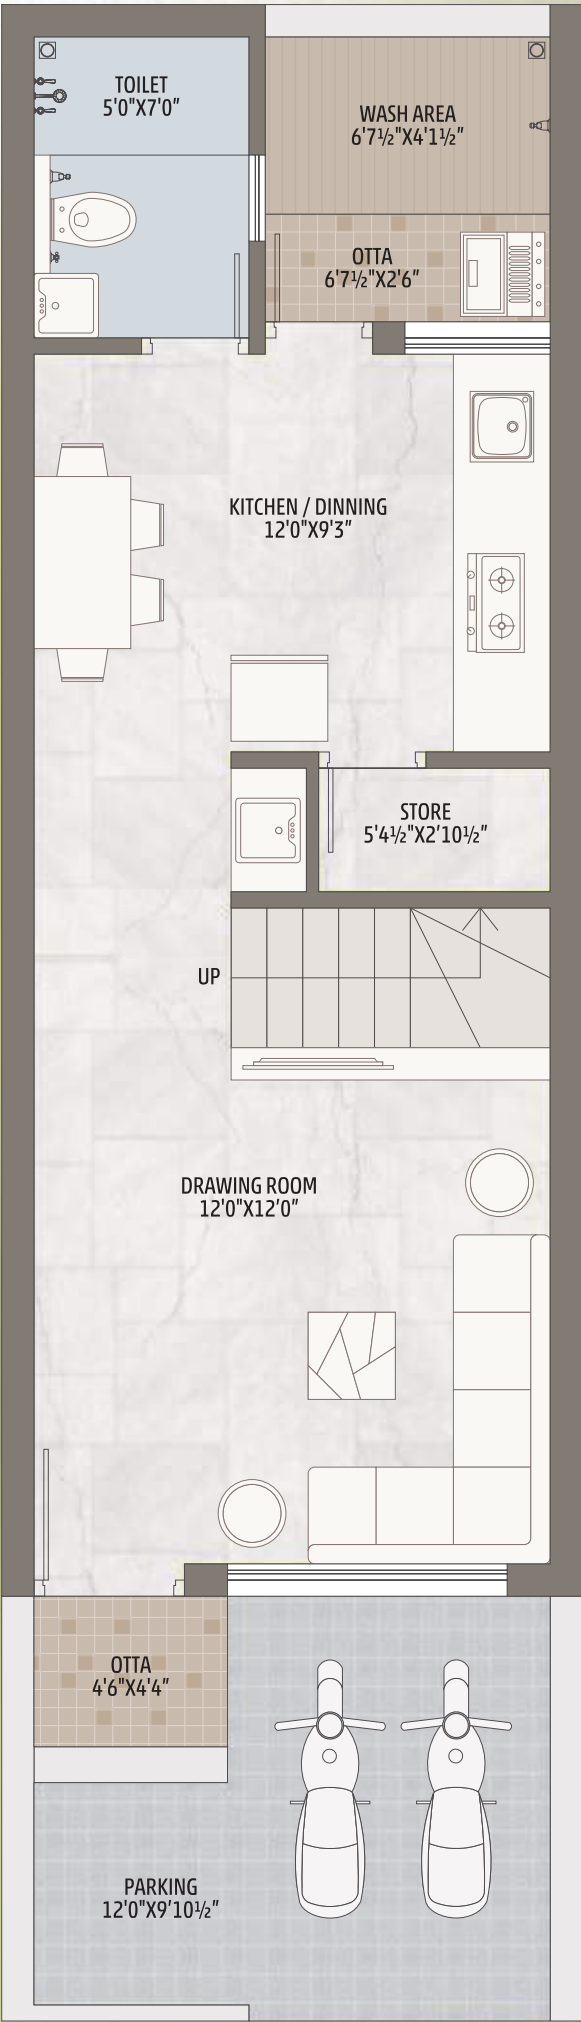 TOILET
5'0"X7'0"
WASH AREA
6'7½"X4'1½"
OTTA
6'7½"X2'6"
KITCHEN / DINNING
12'0"X9'3"
STORE
5'4½"X2'10½"
UP
DRAWING ROOM
12'0"X12'0"
OTTA
4'6"X4'4"
PARKING
12'0"X9'10½"